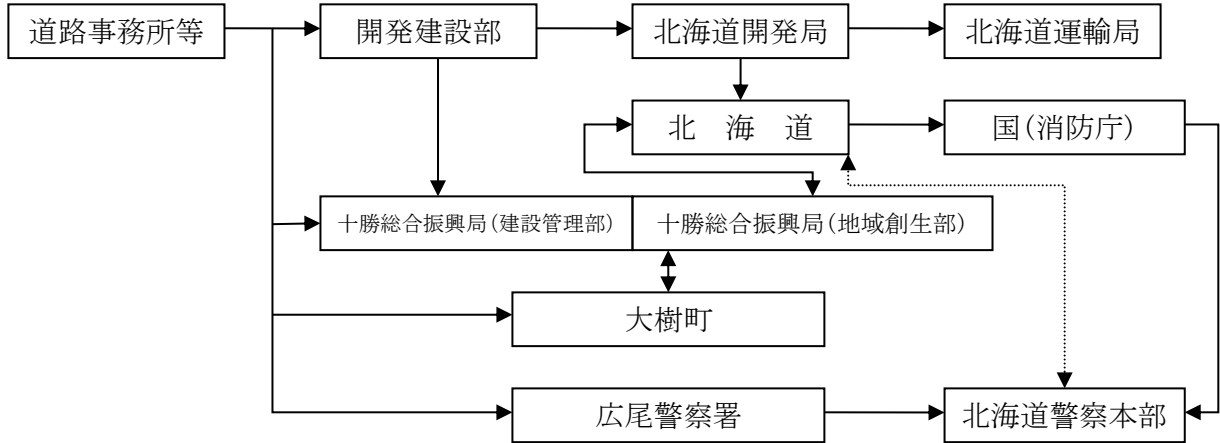 道路事務所等
開発建設部
北海道開発局
北海道運輸局
北 海 道
国(消防庁)
十勝総合振興局(建設管理部)
十勝総合振興局(地域創生部)
大樹町
広尾警察署
北海道警察本部